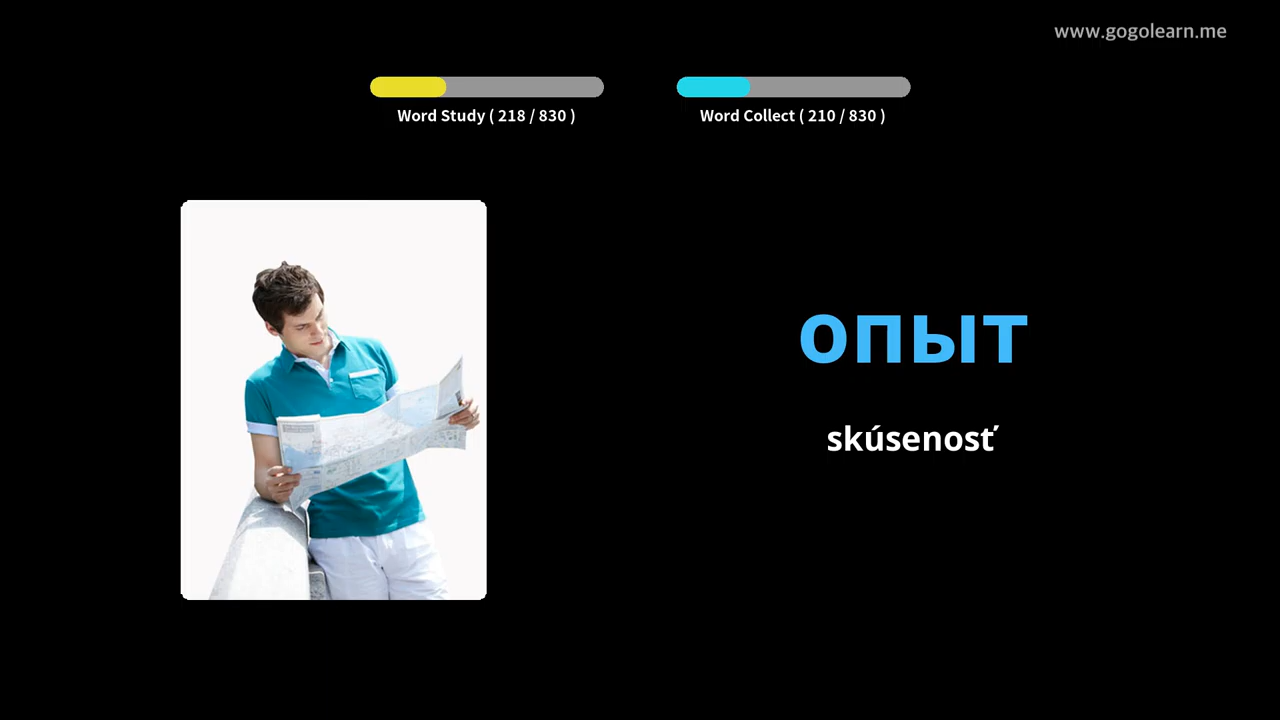 www.gogolearn.me
Word Study ( 218 / 830 )
Word Collect ( 210 / 830 )
опыт
skúsenosť